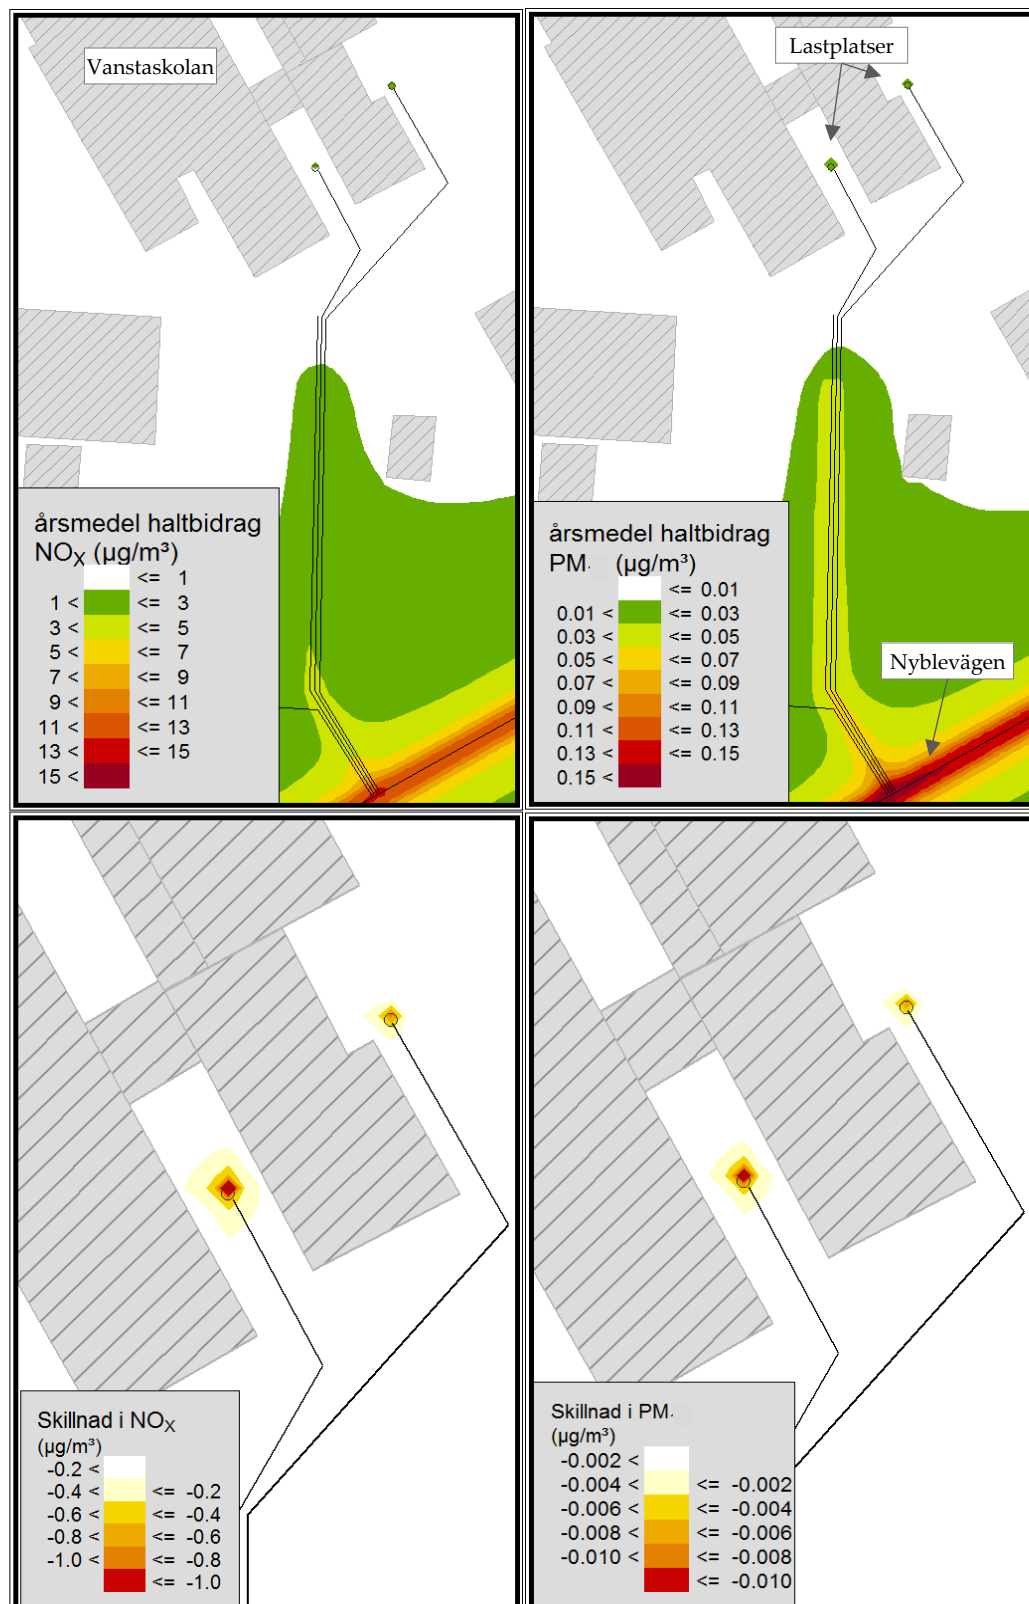 Vanstaskolan
årsmedel haltbidrag
NOX (µg/m³)
<= 1
1 < <= 3
3 < <= 5
5 < <= 7
7 < <= 9
9 < <= 11
11 < <= 13
13 < <= 15
15 <
Lastplatser
Nyblevägen
årsmedel haltbidrag
PM (µg/m³)
<= 0.01
0.01 < <= 0.03
0.03 < <= 0.05
0.05 < <= 0.07
0.07 < <= 0.09
0.09 < <= 0.11
0.11 < <= 0.13
0.13 < <= 0.15
0.15 <
Skillnad i NOX
(µg/m³)
-0.2 <
-0.4 < <= -0.2
-0.6 < <= -0.4
-0.8 < <= -0.6
-1.0 < <= -0.8
<= -1.0
Skillnad i PM
(µg/m³)
-0.002 <
-0.004 < <= -0.002
-0.006 < <= -0.004
-0.008 < <= -0.006
-0.010 < <= -0.008
<= -0.010